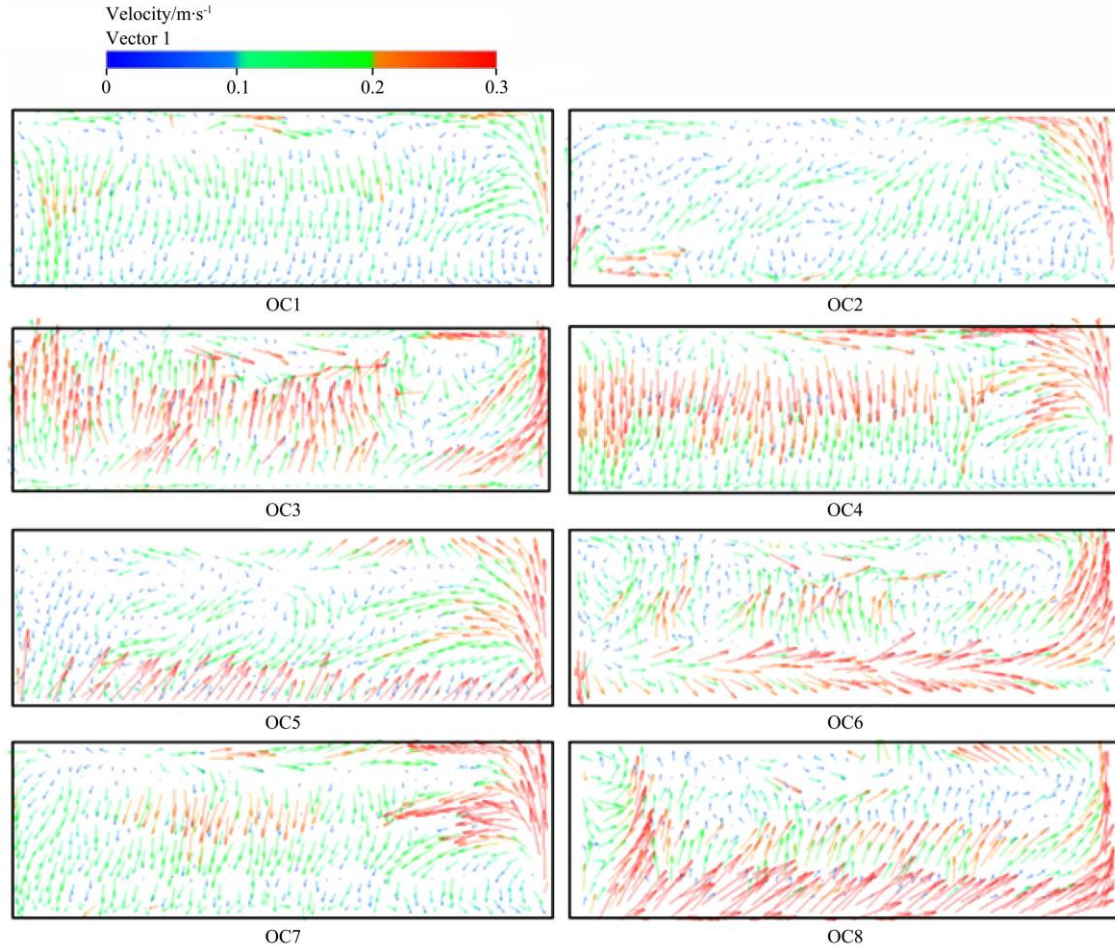 Velocity/m·s⁻¹
Vector 1
0 0.1 0.2 0.3
OC1 OC2
OC3 OC4
OC5 OC6
OC7 OC8